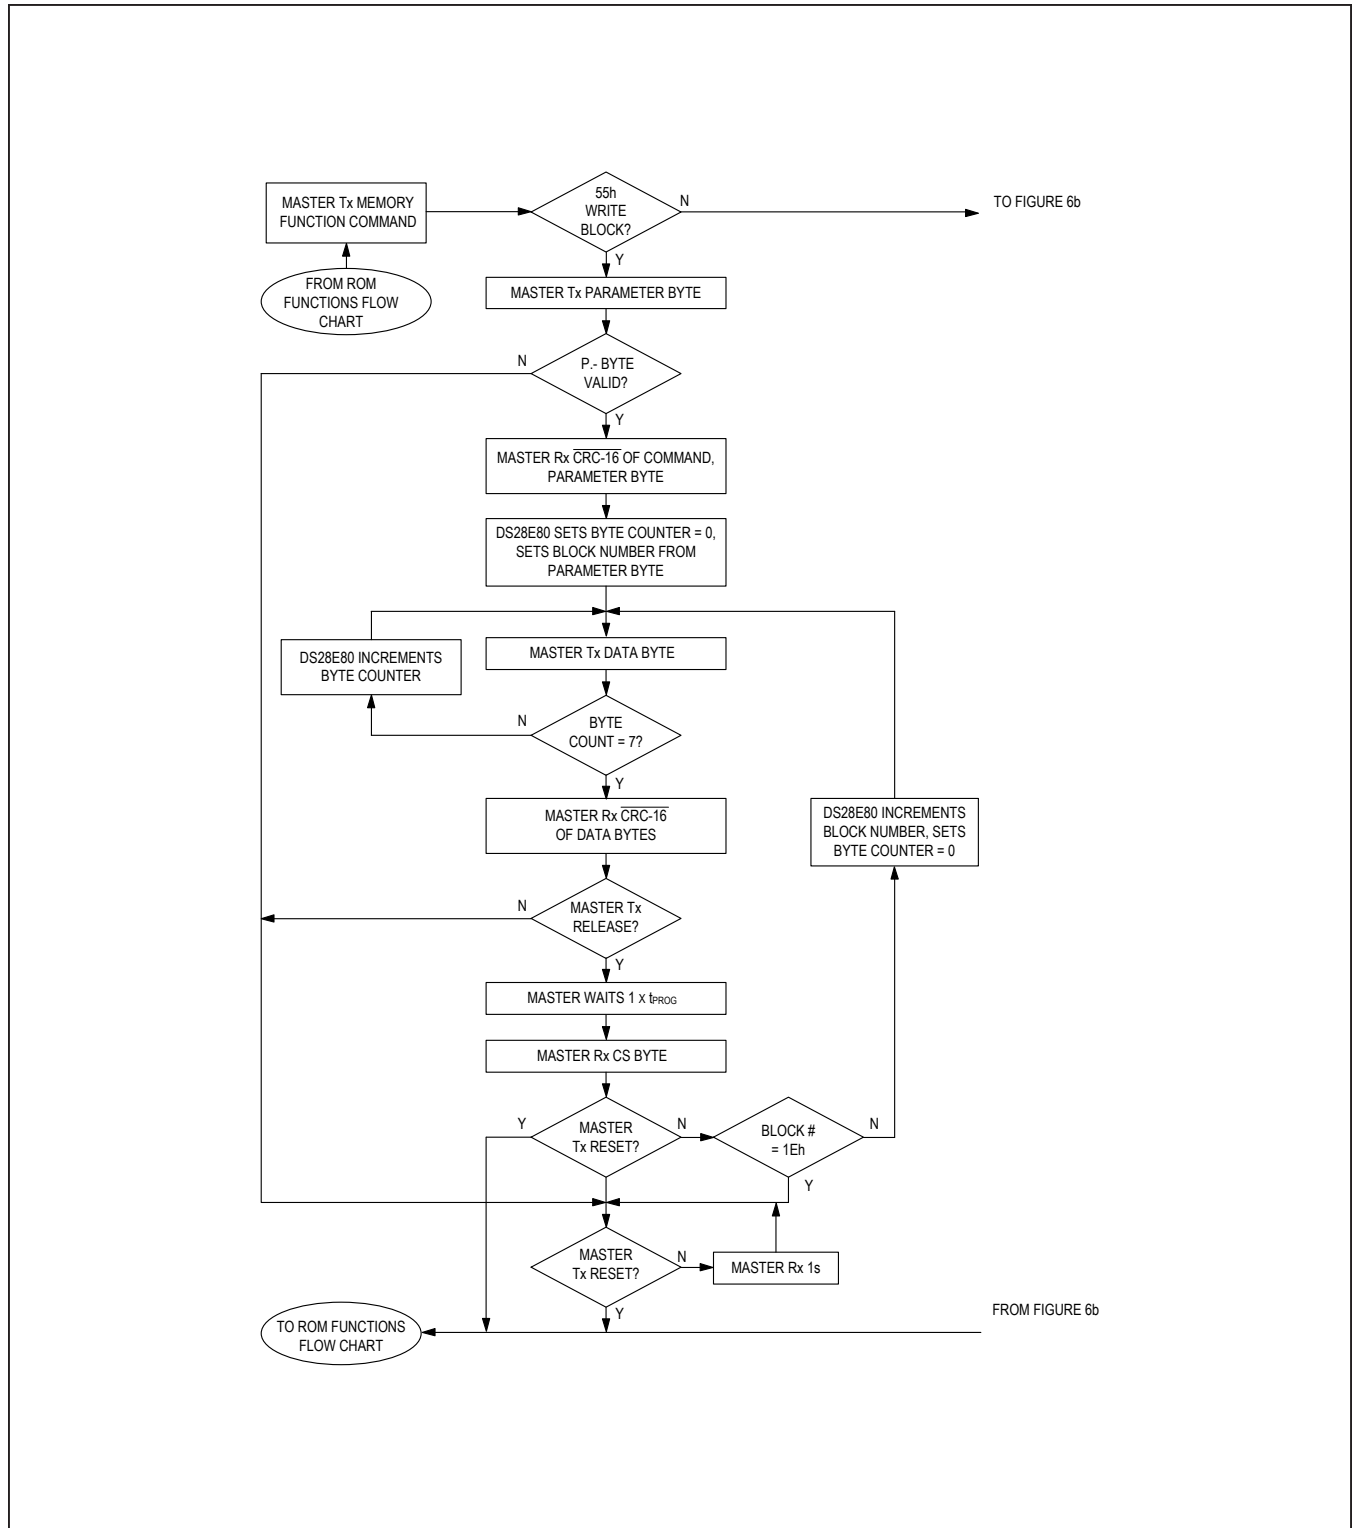 55h
WRITE
BLOCK?
N
TO FIGURE 6b
MASTER Tx MEMORY
FUNCTION COMMAND
Y
FROM ROM
FUNCTIONS FLOW
CHART
MASTER Tx PARAMETER BYTE
N
P.- BYTE
VALID?
Y
MASTER Rx CRC-16 OF COMMAND,
PARAMETER BYTE
DS28E80 SETS BYTE COUNTER = 0,
SETS BLOCK NUMBER FROM
PARAMETER BYTE
MASTER Tx DATA BYTE
DS28E80 INCREMENTS
BYTE COUNTER
N
BYTE
COUNT = 7?
Y
MASTER Rx CRC-16
OF DATA BYTES
DS28E80 INCREMENTS
BLOCK NUMBER, SETS
BYTE COUNTER = 0
N
MASTER Tx
RELEASE?
Y
MASTER WAITS 1 x tPROG
MASTER Rx CS BYTE
Y
MASTER
Tx RESET?
N
BLOCK #
= 1Eh
N
Y
MASTER
Tx RESET?
N
MASTER Rx 1s
Y
FROM FIGURE 6b
TO ROM FUNCTIONS
FLOW CHART